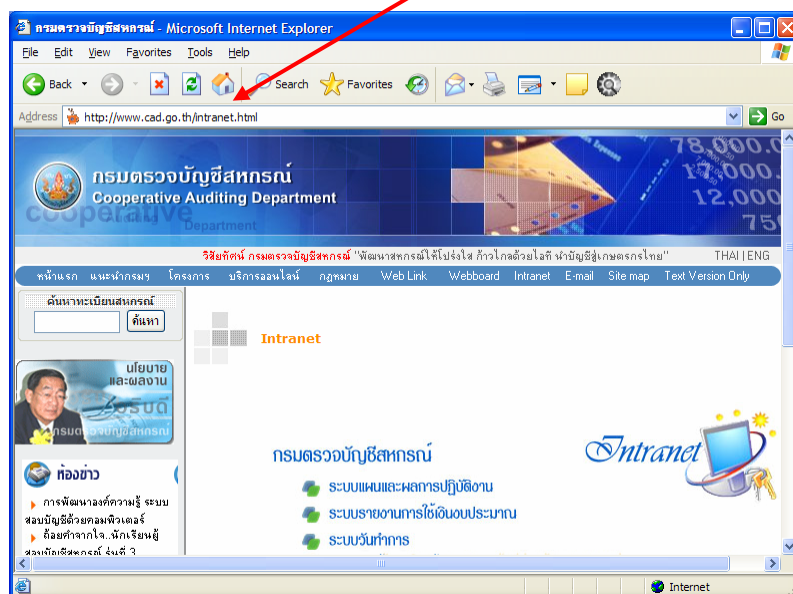 กรมตรวจบัญชีสหกรณ์ - Microsoft Internet Explorer
File Edit View Favorites Tools Help
Back Search Favorites
Address http://www.cad.go.th/intranet.html Go
กรมตรวจบัญชีสหกรณ์
Cooperative Auditing Department
cooperative
Auditing
Department
78,000.0
11,000.
12,000
750
วิสัยทัศน์ กรมตรวจบัญชีสหกรณ์ "พัฒนาสหกรณ์ให้โปร่งใส ก้าวไกลด้วยไอที นำบัญชีสู่เกษตรกรไทย" THAI | ENG
หน้าแรก แนะนำกรมฯ โครงการ บริการออนไลน์ กฎหมาย Web Link Webboard Intranet E-mail Site map Text Version Only
ค้นหาทะเบียนสหกรณ์
ค้นหา
Intranet
นโยบาย
และผลงาน
อธิบดี
กรมตรวจบัญชีสหกรณ์
ห้องข่าว
การพัฒนาองค์ความรู้ ระบบ
สอบบัญชีด้วยคอมพิวเตอร์
ถ้อยคำจากใจ..นักเรียนผู้
สอบบัญชีสหกรณ์ รุ่นที่ 3
กรมตรวจบัญชีสหกรณ์
Intranet
ระบบแผนและผลการปฏิบัติงาน
ระบบรายงานการใช้เงินงบประมาณ
ระบบวันทำการ
Internet